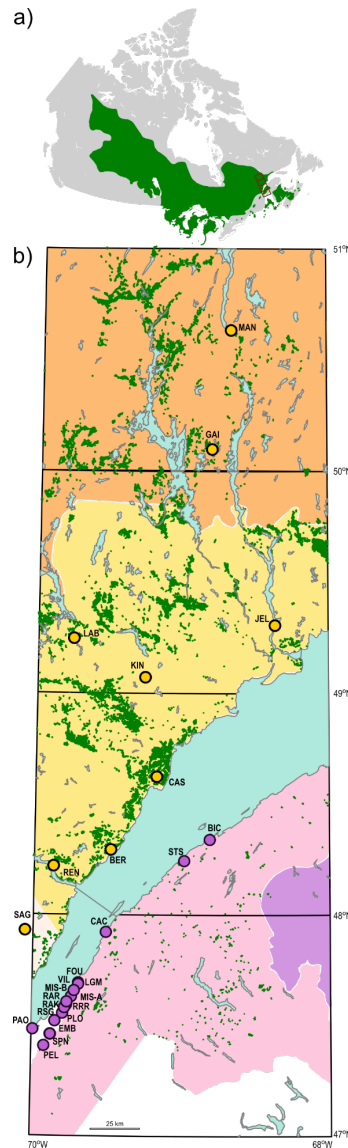 a)
b)
51°N
MAN
GAI
50°N
JEL
LAB
KIN
49°N
CAS
BIC
BER
STS
REN
48°N
SAG
CAC
FOU
VIL
LGM
MIS-B
MIS-A
RAR
RAK
RRR
RSG
PLO
PAO
EMB
SPN
PEL
25 km
47°N
70°W
68°W